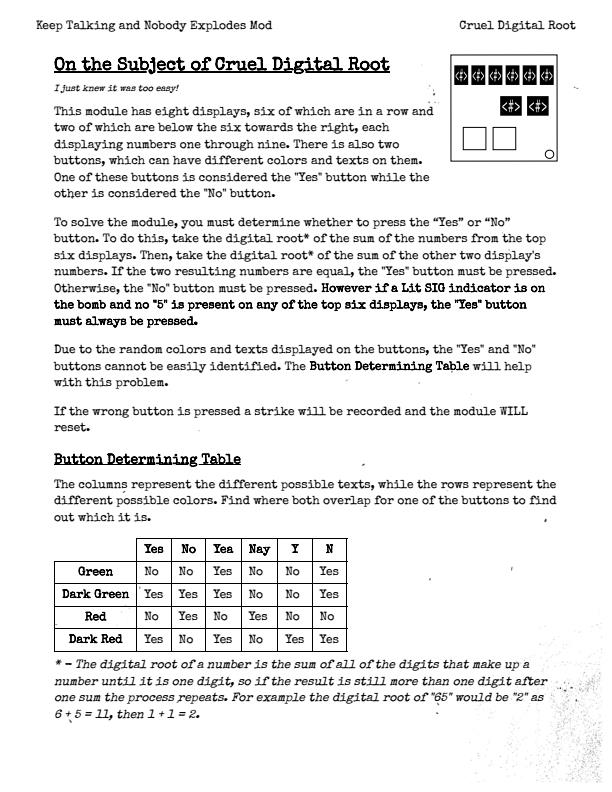 Keep Talking and Nobody Explodes Mod Cruel Digital Root
On the Subject of Cruel Digital Root
I just knew it was too easy!
<#> <#> <#> <#> <#> <#>
<#> <#>
This module has eight displays, six of which are in a row and
two of which are below the six towards the right, each
displaying numbers one through nine. There is also two
buttons, which can have different colors and texts on them.
One of these buttons is considered the "Yes" button while the
other is considered the "No" button.
To solve the module, you must determine whether to press the “Yes” or “No”
button. To do this, take the digital root* of the sum of the numbers from the top
six displays. Then, take the digital root* of the sum of the other two display's
numbers. If the two resulting numbers are equal, the "Yes" button must be pressed.
Otherwise, the "No" button must be pressed. However if a Lit SIG indicator is on
the bomb and no "5" is present on any of the top six displays, the "Yes" button
must always be pressed.
Due to the random colors and texts displayed on the buttons, the "Yes" and "No"
buttons cannot be easily identified. The Button Determining Table will help
with this problem.
If the wrong button is pressed a strike will be recorded and the module WILL
reset.
Button Determining Table
The columns represent the different possible texts, while the rows represent the
different possible colors. Find where both overlap for one of the buttons to find
out which it is.
Yes No Yea Nay Y N
Green No No Yes No No Yes
Dark Green Yes Yes Yes No No Yes
Red No Yes No Yes No No
Dark Red Yes No Yes No Yes Yes
* - The digital root of a number is the sum of all of the digits that make up a
number until it is one digit, so if the result is still more than one digit after
one sum the process repeats. For example the digital root of "65" would be "2" as
6 + 5 = 11, then 1 + 1 = 2.